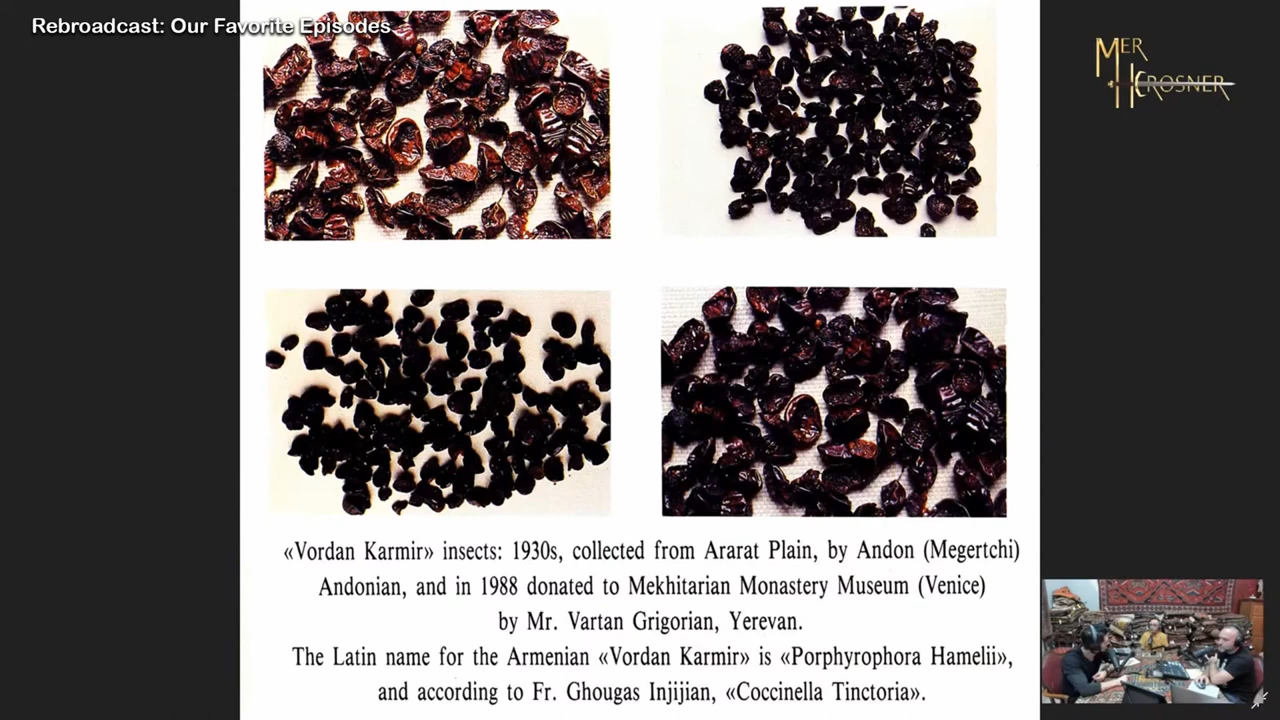 Rebroadcast: Our Favorite Episodes
MER
HEROSNER
«Vordan Karmir» insects: 1930s, collected from Ararat Plain, by Andon (Megertchi)
Andonian, and in 1988 donated to Mekhitarian Monastery Museum (Venice)
by Mr. Vartan Grigorian, Yerevan.
The Latin name for the Armenian «Vordan Karmir» is «Porphyrophora Hamelii»,
and according to Fr. Ghougas Injijian, «Coccinella Tinctoria».